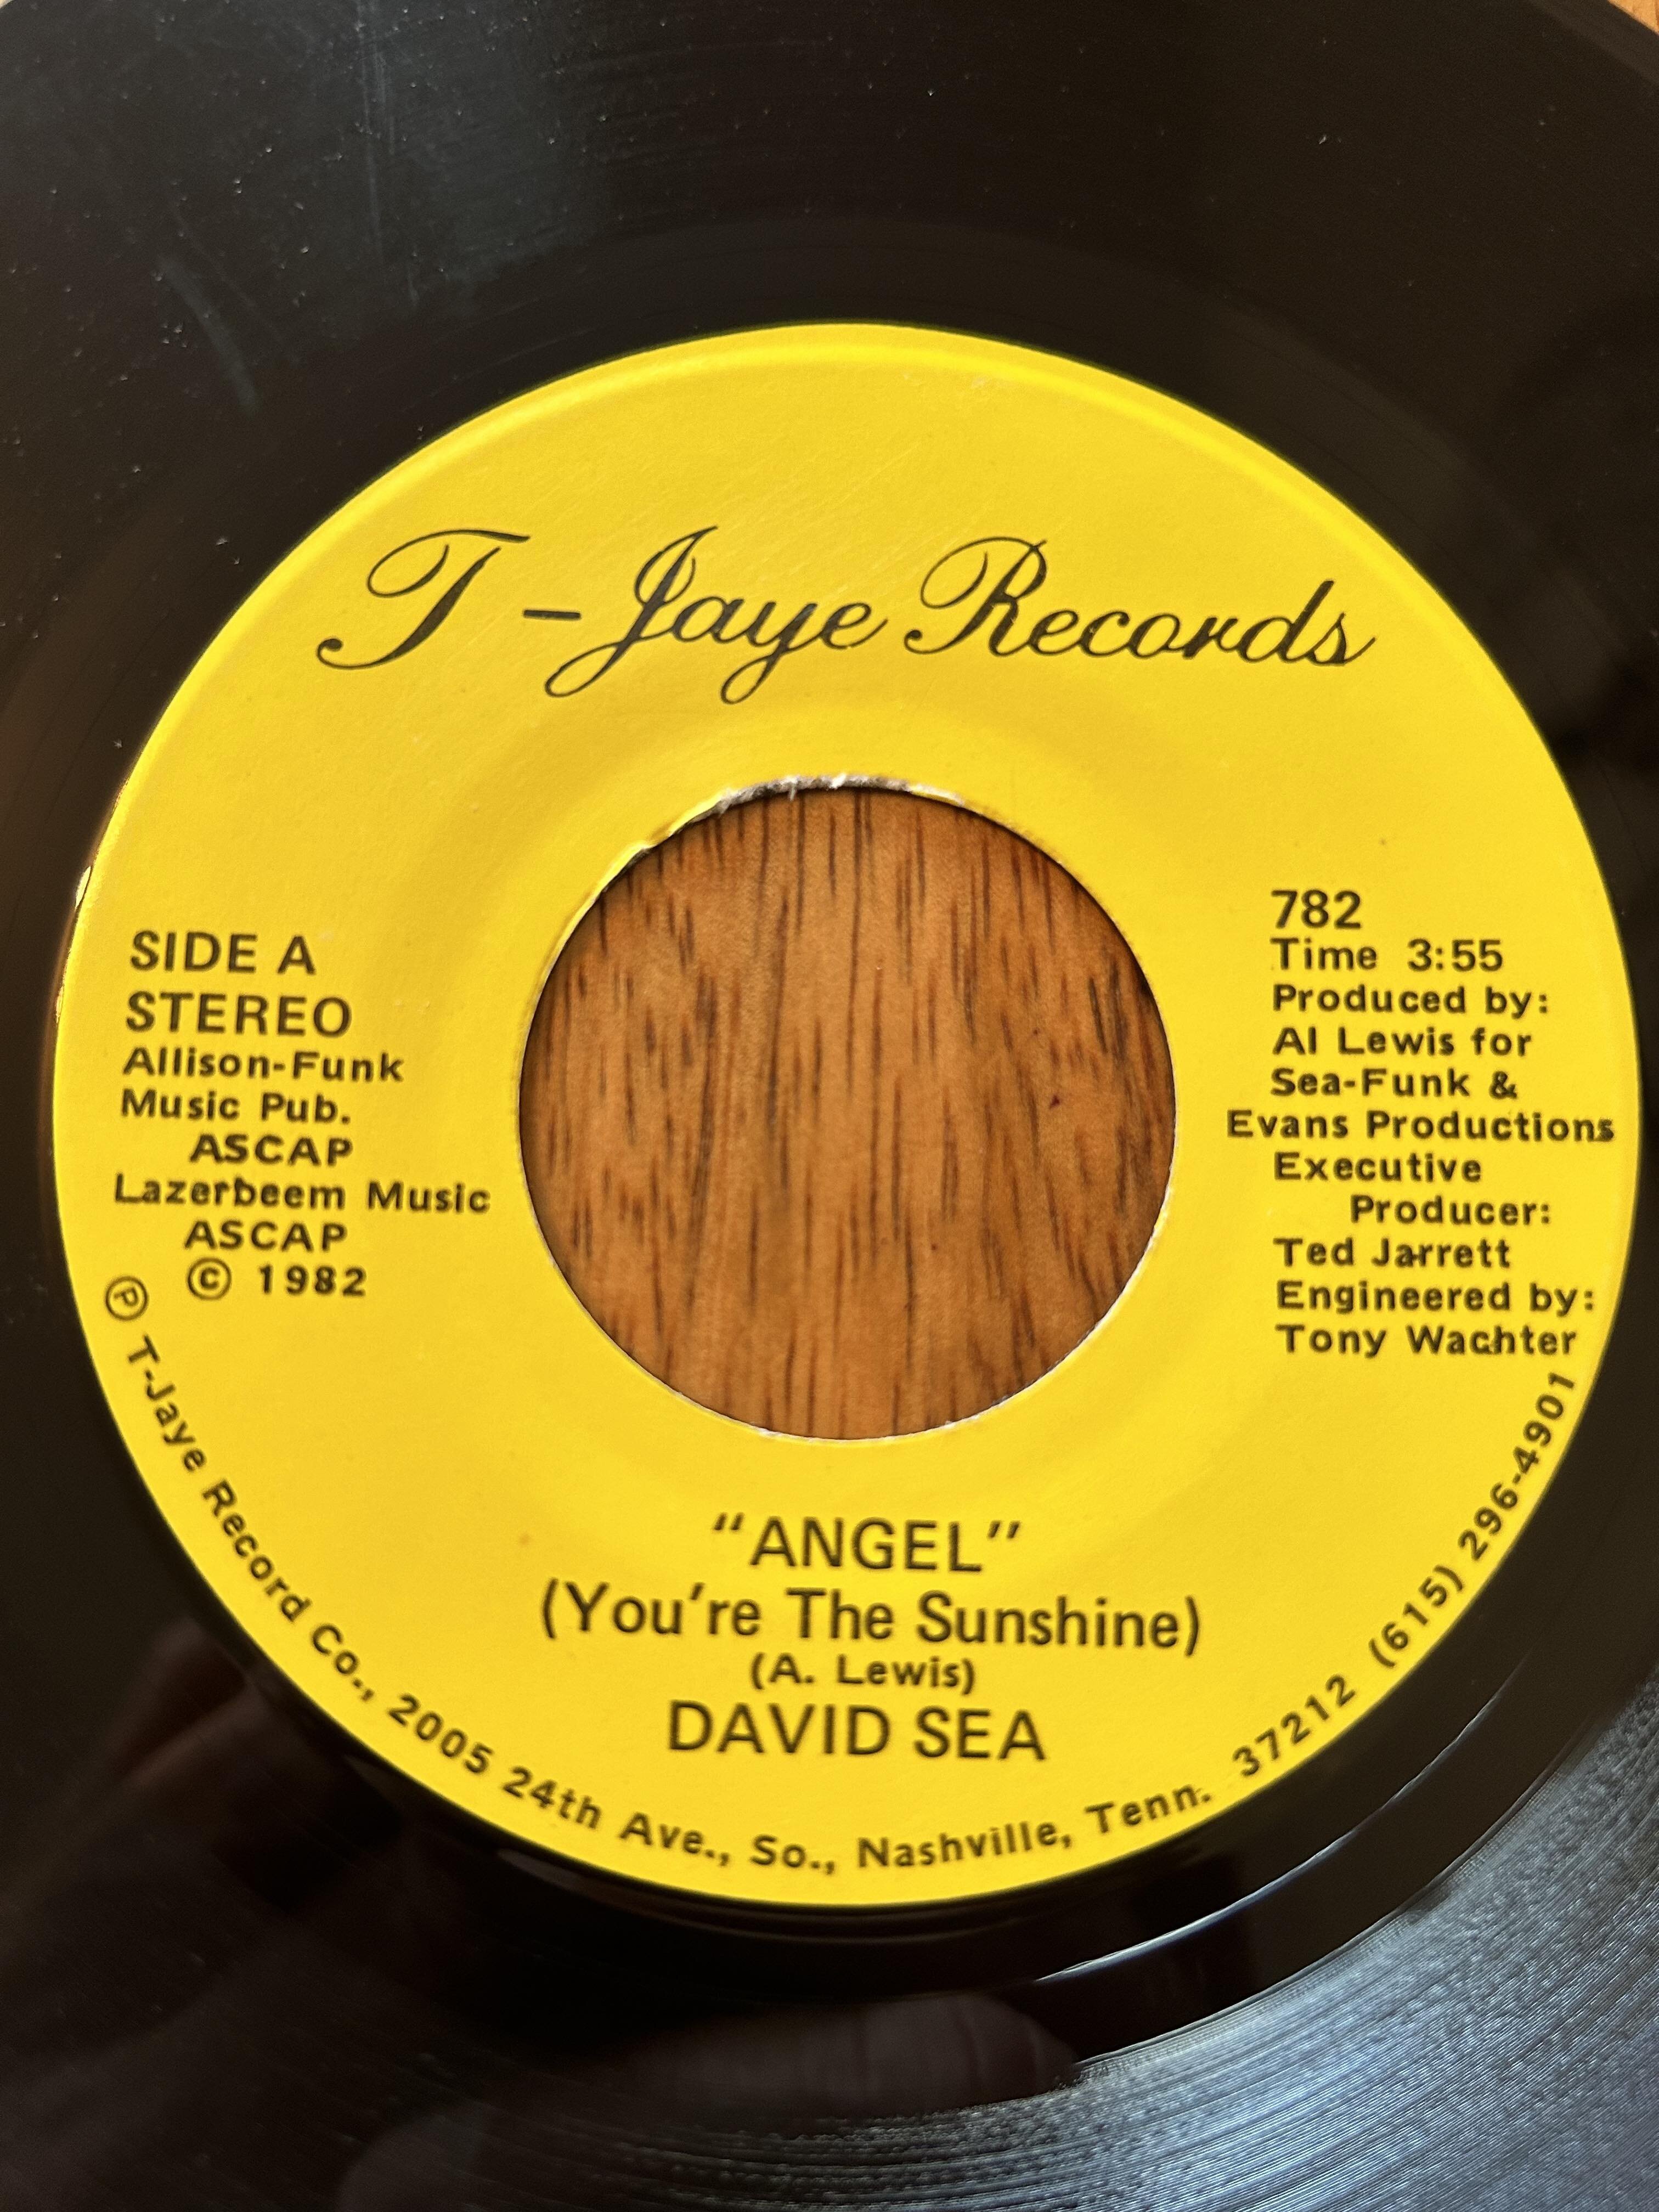 T-Jaye Records
SIDE A
STEREO
Allison-Funk
Music Pub.
ASCAP
Lazerbeem Music
ASCAP
© 1982
782
Time 3:55
Produced by:
Al Lewis for
Sea-Funk &
Evans Productions
Executive
Producer:
Ted Jarrett
Engineered by:
Tony Wachter
"ANGEL"
(You're The Sunshine)
(A. Lewis)
DAVID SEA
℗ T-Jaye Record Co., 2005 24th Ave., So., Nashville, Tenn. 37212 (615) 296-4901